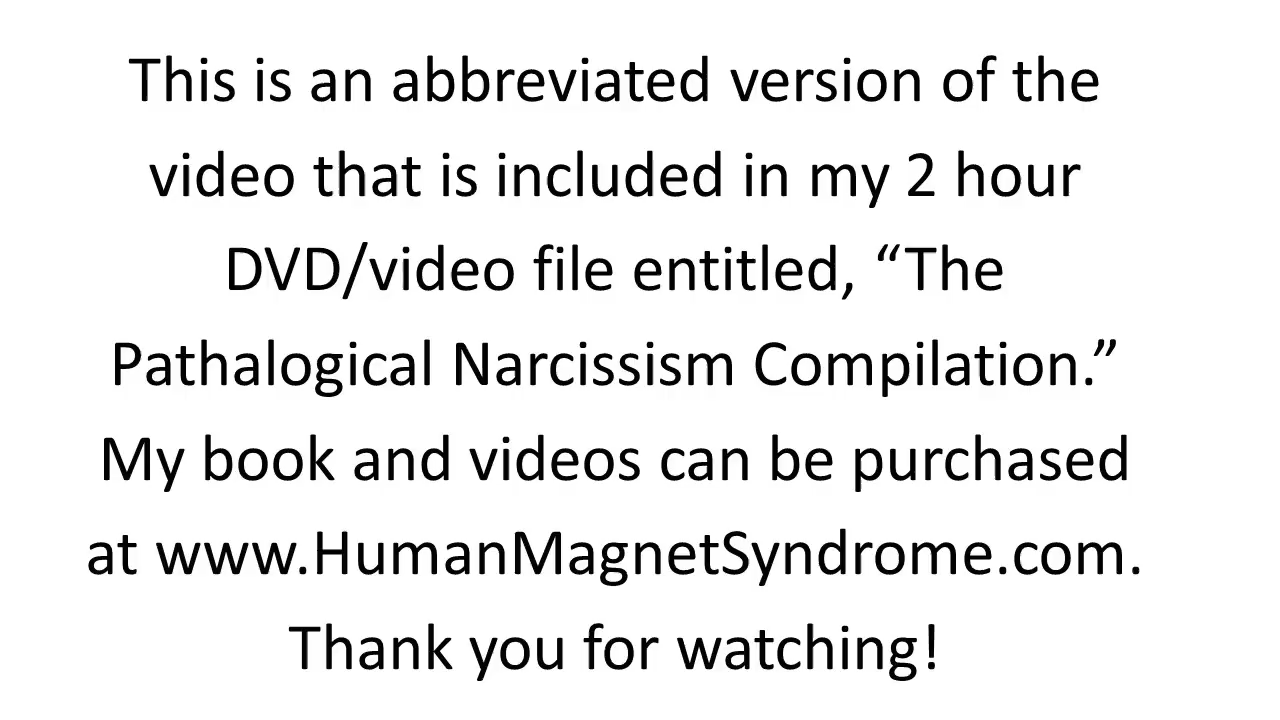 This is an abbreviated version of the
video that is included in my 2 hour
DVD/video file entitled, “The
Pathalogical Narcissism Compilation.”
My book and videos can be purchased
at www.HumanMagnetSyndrome.com.
Thank you for watching!